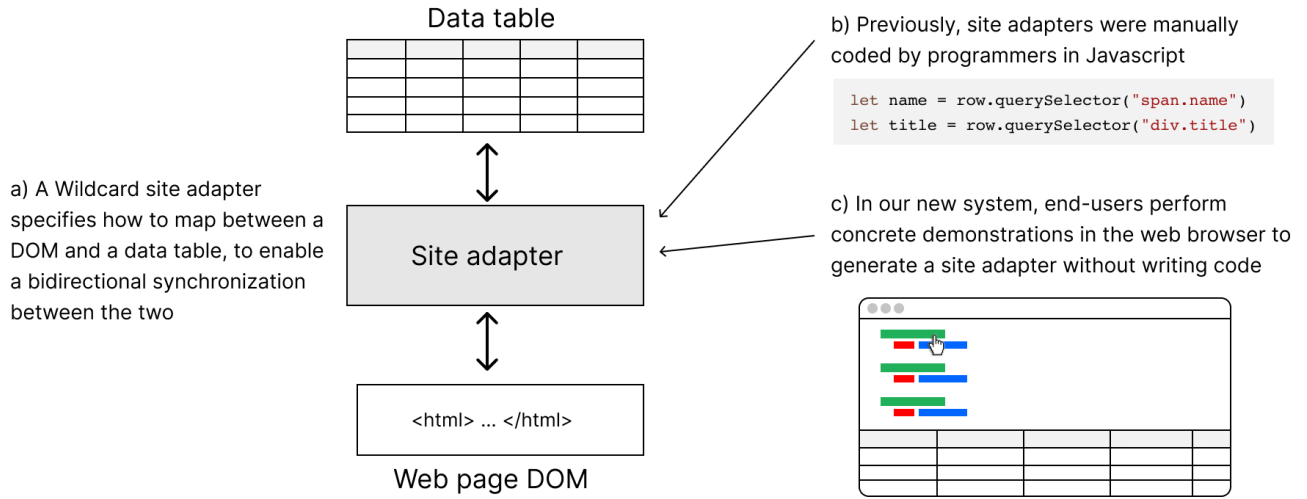 Data table
a) A Wildcard site adapter
specifies how to map between a
DOM and a data table, to enable
a bidirectional synchronization
between the two
Site adapter
<html> ... </html>
Web page DOM
b) Previously, site adapters were manually
coded by programmers in Javascript
let name = row.querySelector("span.name")
let title = row.querySelector("div.title")
c) In our new system, end-users perform
concrete demonstrations in the web browser to
generate a site adapter without writing code